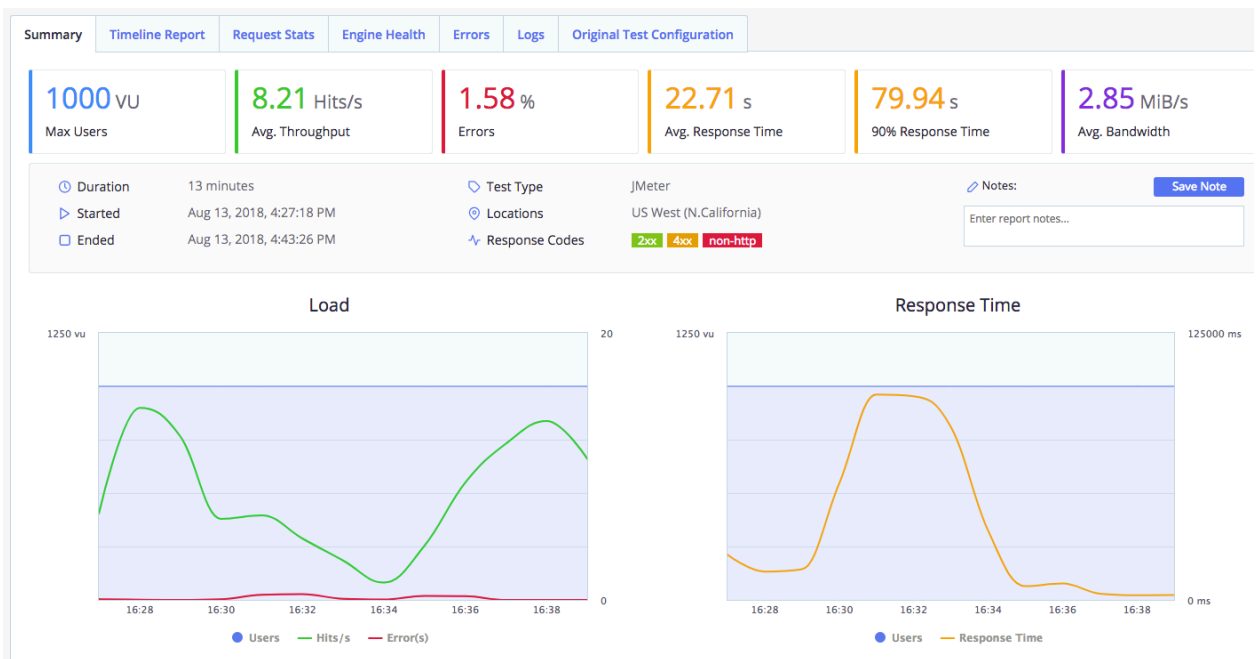 Summary Timeline Report Request Stats Engine Health Errors Logs Original Test Configuration
1000 VU
Max Users
8.21 Hits/s
Avg. Throughput
1.58 %
Errors
22.71 s
Avg. Response Time
79.94 s
90% Response Time
2.85 MiB/s
Avg. Bandwidth
Duration 13 minutes
Started Aug 13, 2018, 4:27:18 PM
Ended Aug 13, 2018, 4:43:26 PM
Test Type JMeter
Locations US West (N.California)
Response Codes 2xx 4xx non-http
Notes: Save Note
Enter report notes...
Load
1250 vu 20
0
16:28 16:30 16:32 16:34 16:36 16:38
Users Hits/s Error(s)
Response Time
1250 vu 125000 ms
0 ms
16:28 16:30 16:32 16:34 16:36 16:38
Users Response Time